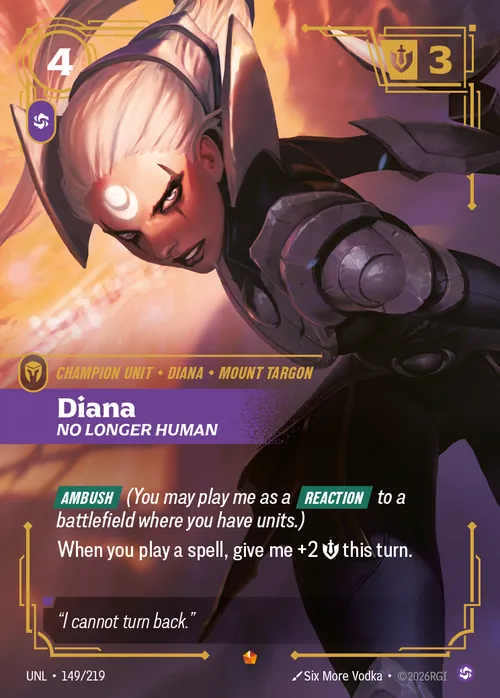 4
3
CHAMPION UNIT • DIANA • MOUNT TARGON
Diana
NO LONGER HUMAN
AMBUSH (You may play me as a REACTION to a
battlefield where you have units.)
When you play a spell, give me +2 this turn.
“I cannot turn back.”
UNL • 149/219
Six More Vodka • ©2026RGI